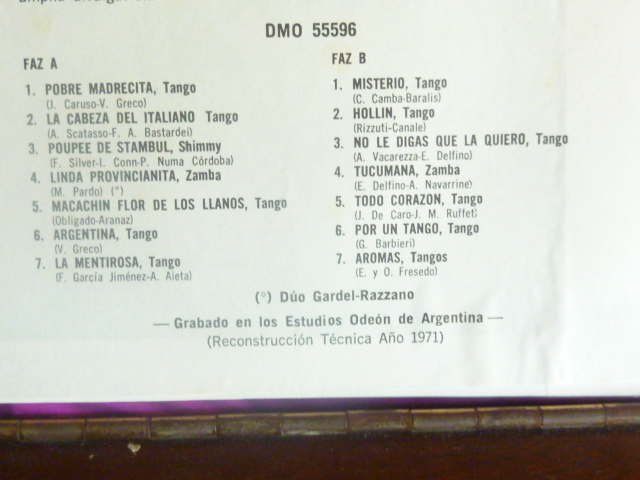 DMO 55596
FAZ A
1. POBRE MADRECITA, Tango
(J. Caruso-V. Greco)
2. LA CABEZA DEL ITALIANO Tango
(A. Scatasso-F. A. Bastardei)
3. POUPEE DE STAMBUL, Shimmy
(F. Silver-I. Conn-P. Numa Córdoba)
4. LINDA PROVINCIANITA, Zamba
(M. Pardo) (°)
5. MACACHIN FLOR DE LOS LLANOS, Tango
(Obligado-Aranaz)
6. ARGENTINA, Tango
(V. Greco)
7. LA MENTIROSA, Tango
(F. García Jiménez-A. Aieta)
FAZ B
1. MISTERIO, Tango
(C. Camba-Baralis)
2. HOLLIN, Tango
(Rizzuti-Canale)
3. NO LE DIGAS QUE LA QUIERO, Tango
(A. Vacarezza-E. Delfino)
4. TUCUMANA, Zamba
(E. Delfino-A. Navarrine)
5. TODO CORAZON, Tango
(J. De Caro-J. M. Ruffet)
6. POR UN TANGO, Tango
(G. Barbieri)
7. AROMAS, Tangos
(E. y O. Fresedo)
(°) Dúo Gardel-Razzano
— Grabado en los Estudios Odeón de Argentina —
(Reconstrucción Técnica Año 1971)